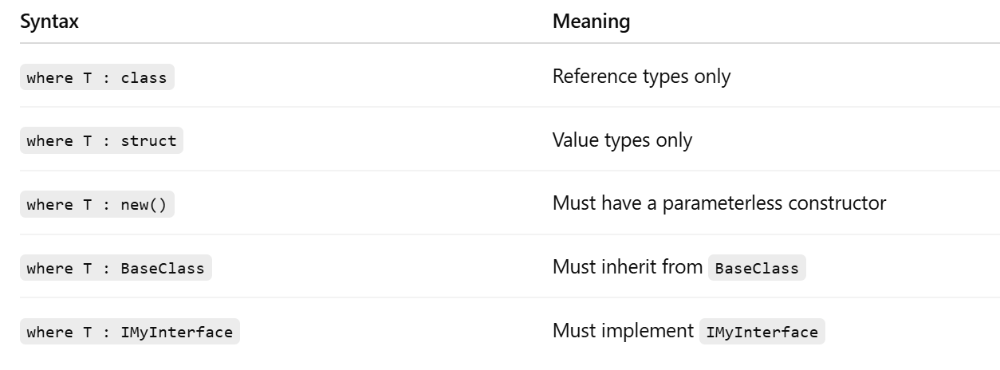 Syntax Meaning
where T : class Reference types only
where T : struct Value types only
where T : new() Must have a parameterless constructor
where T : BaseClass Must inherit from BaseClass
where T : IMyInterface Must implement IMyInterface